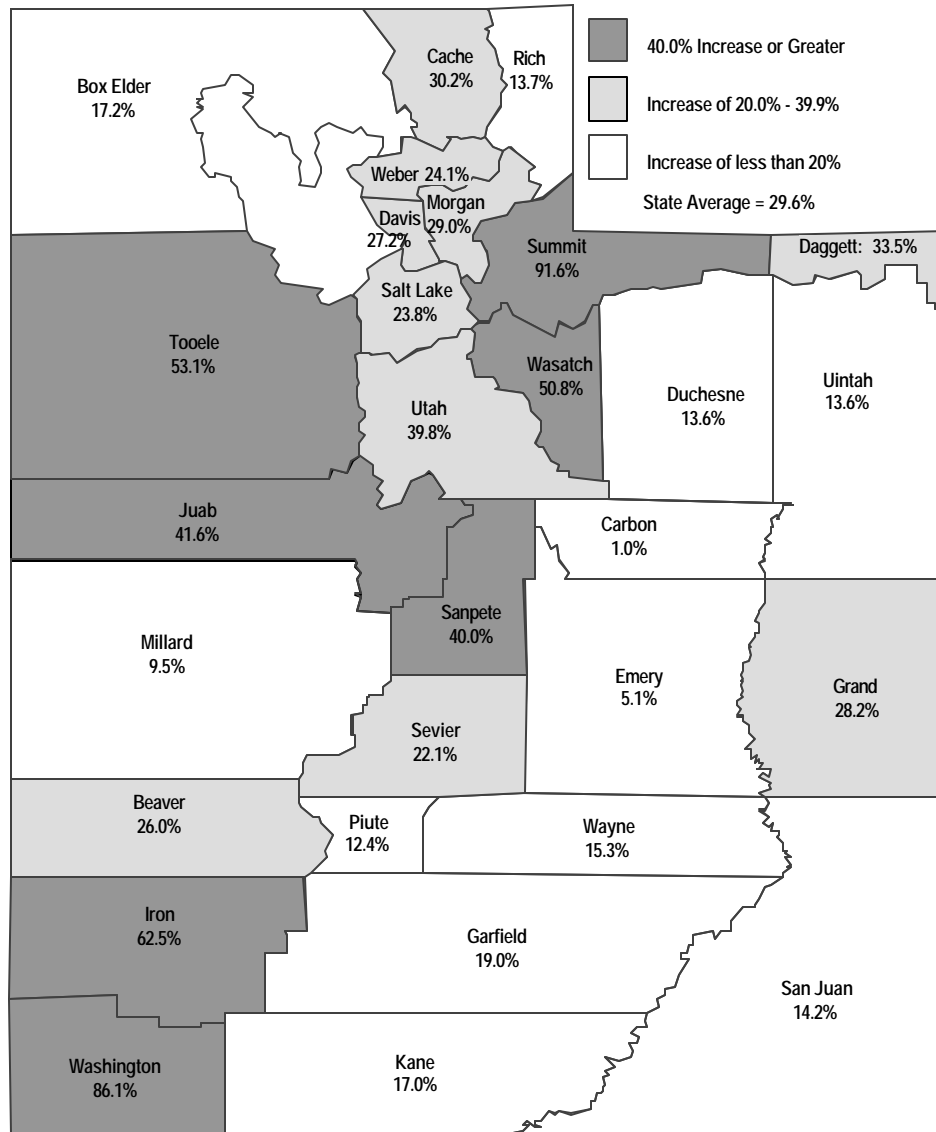 40.0% Increase or Greater
Increase of 20.0% - 39.9%
Increase of less than 20%
State Average = 29.6%
Box Elder
17.2%
Cache
30.2%
Rich
13.7%
Weber 24.1%
Morgan
29.0%
Davis
27.2%
Summit
91.6%
Daggett: 33.5%
Salt Lake
23.8%
Tooele
53.1%
Wasatch
50.8%
Duchesne
13.6%
Uintah
13.6%
Utah
39.8%
Juab
41.6%
Carbon
1.0%
Sanpete
40.0%
Millard
9.5%
Emery
5.1%
Grand
28.2%
Sevier
22.1%
Beaver
26.0%
Piute
12.4%
Wayne
15.3%
Iron
62.5%
Garfield
19.0%
San Juan
14.2%
Washington
86.1%
Kane
17.0%